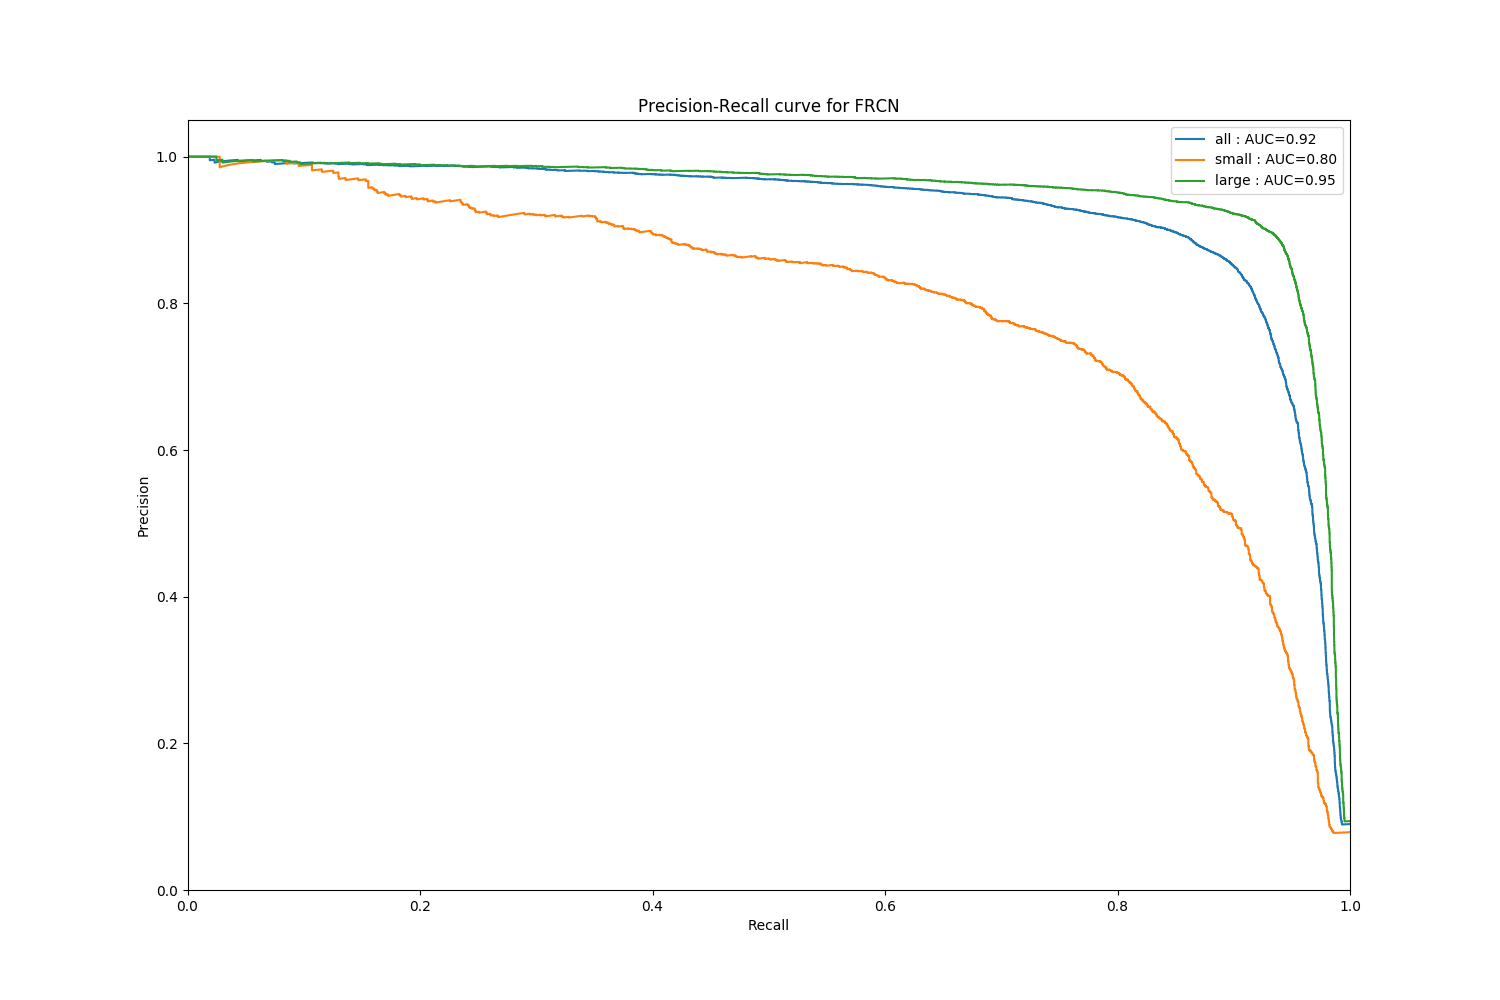 Precision-Recall curve for FRCN
all : AUC=0.92
small : AUC=0.80
large : AUC=0.95
Precision
1.0
0.8
0.6
0.4
0.2
0.0
0.0 0.2 0.4 0.6 0.8 1.0
Recall